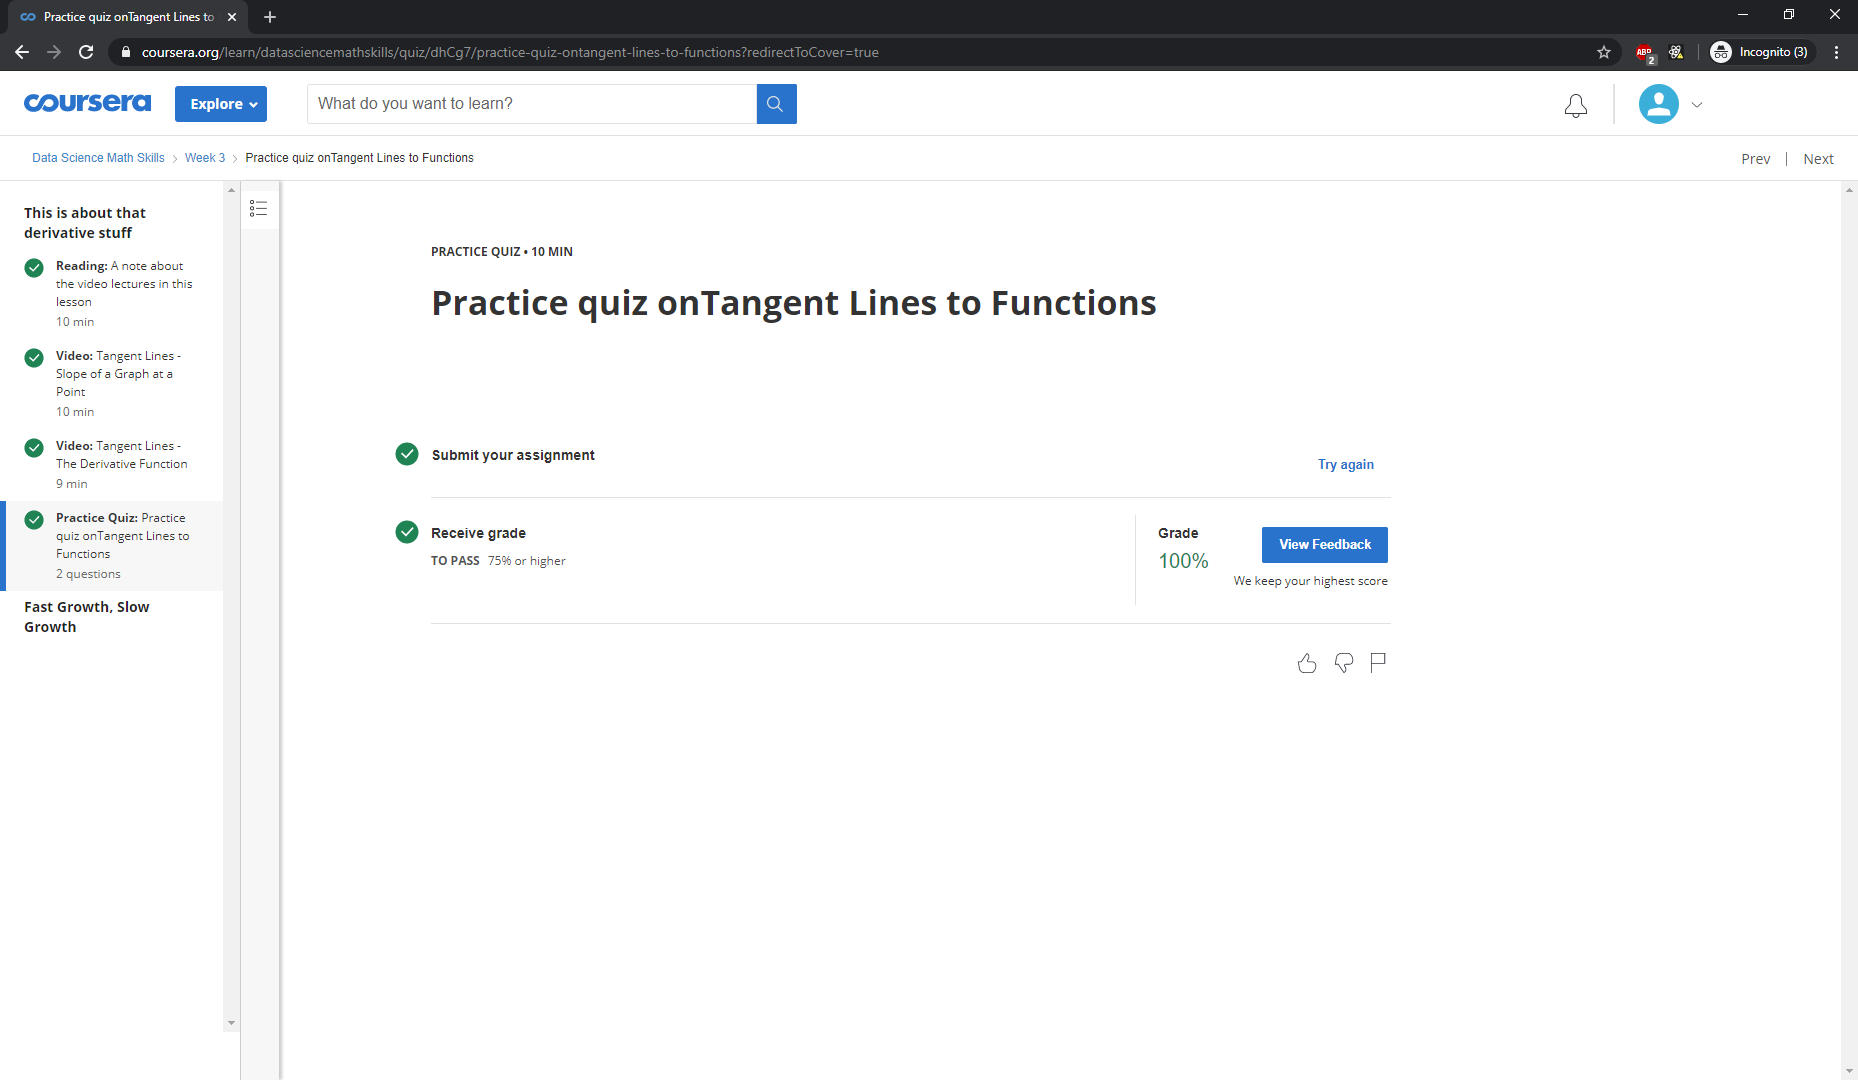 Practice quiz onTangent Lines to
coursera.org/learn/datasciencemathskills/quiz/dhCg7/practice-quiz-ontangent-lines-to-functions?redirectToCover=true
ABP
2
Incognito (3)
coursera
Explore
What do you want to learn?
Data Science Math Skills
Week 3
Practice quiz onTangent Lines to Functions
Prev | Next
This is about that
derivative stuff
Reading: A note about
the video lectures in this
lesson
10 min
Video: Tangent Lines -
Slope of a Graph at a
Point
10 min
Video: Tangent Lines -
The Derivative Function
9 min
Practice Quiz: Practice
quiz onTangent Lines to
Functions
2 questions
Fast Growth, Slow
Growth
PRACTICE QUIZ • 10 MIN
Practice quiz onTangent Lines to Functions
Submit your assignment
Try again
Receive grade
TO PASS 75% or higher
Grade
100%
View Feedback
We keep your highest score